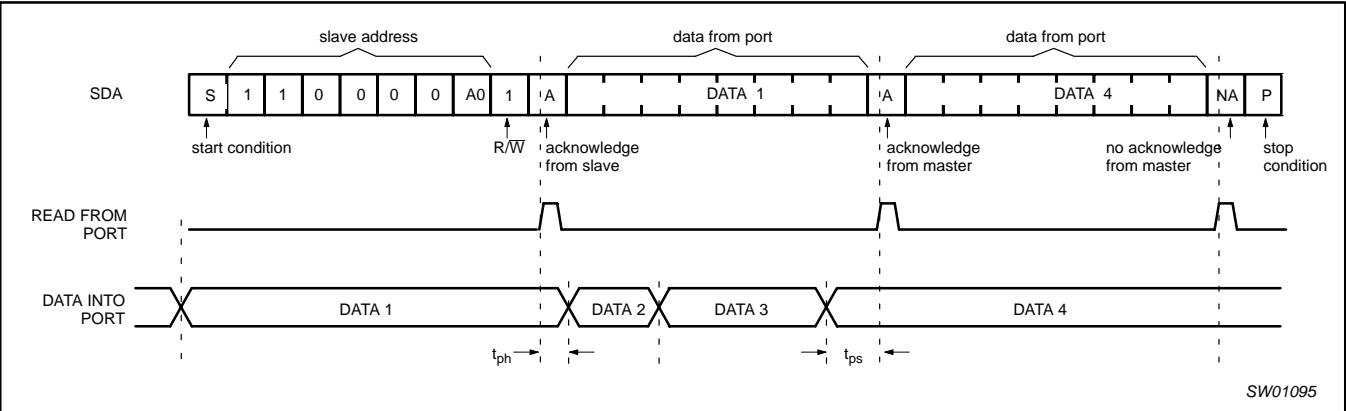 slave address data from port data from port
SDA S 1 1 0 0 0 0 A0 1 A DATA 1 A DATA 4 NA P
start condition R/W̅ acknowledge from slave acknowledge from master no acknowledge from master stop condition
READ FROM PORT
DATA INTO PORT DATA 1 DATA 2 DATA 3 DATA 4
tph tps
SW01095